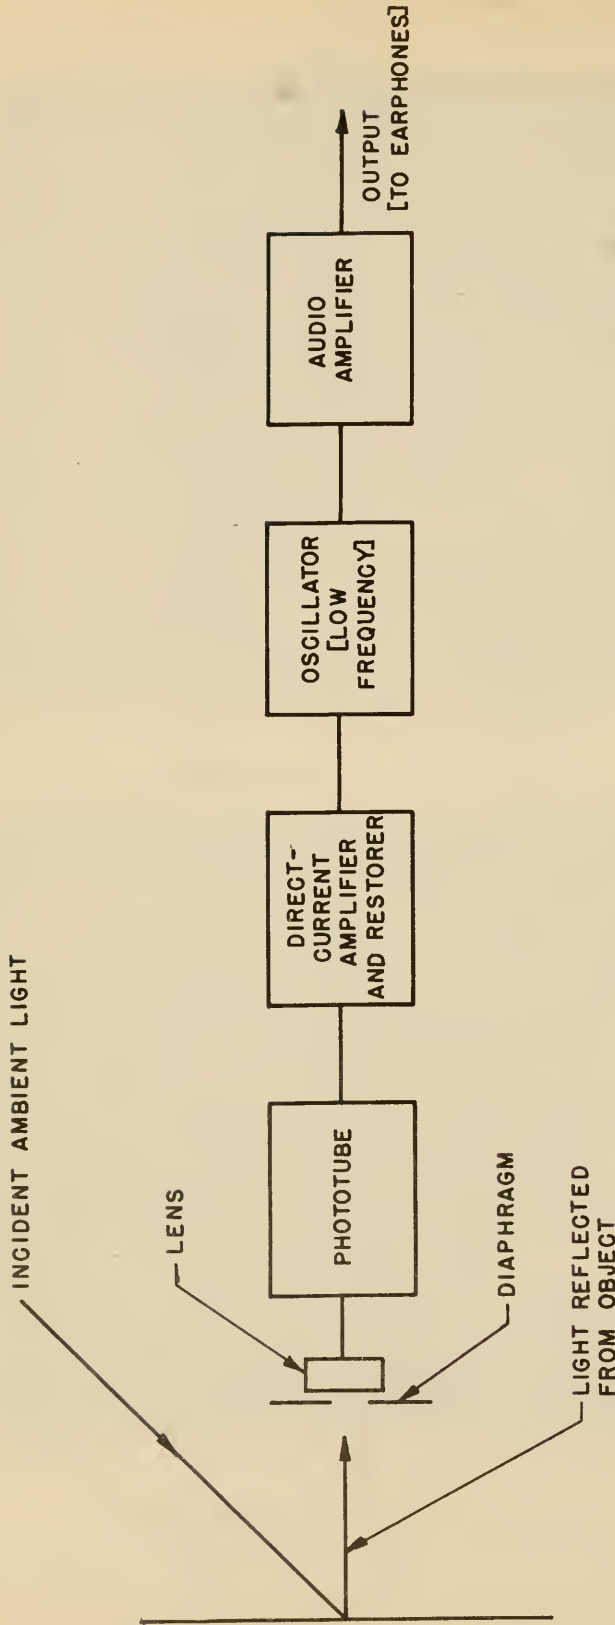 INCIDENT AMBIENT LIGHT
LENS
PHOTOTUBE
DIAPHRAGM
LIGHT REFLECTED
FROM OBJECT
DIRECT-
CURRENT
AMPLIFIER
AND RESTORER
OSCILLATOR
[LOW
FREQUENCY]
AUDIO
AMPLIFIER
OUTPUT
[TO EARPHONES]